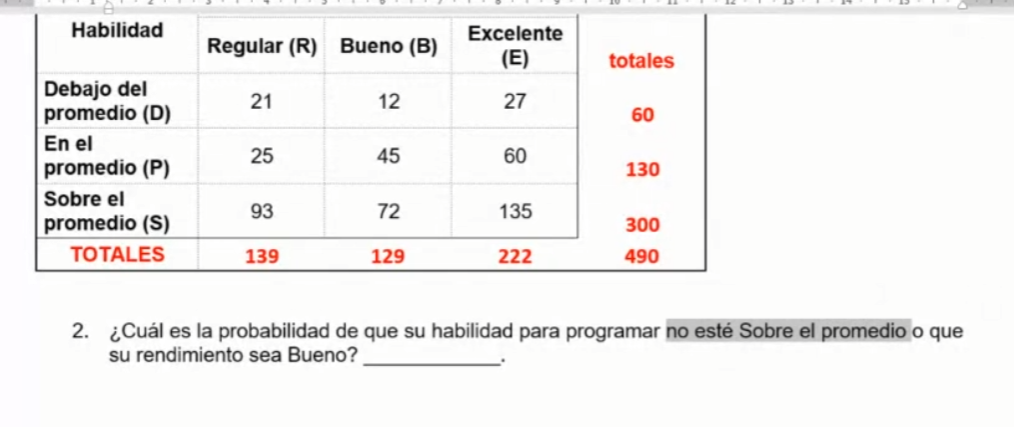 Habilidad
Regular (R) Bueno (B) Excelente (E) totales
Debajo del promedio (D) 21 12 27 60
En el promedio (P) 25 45 60 130
Sobre el promedio (S) 93 72 135 300
TOTALES 139 129 222 490
2. ¿Cuál es la probabilidad de que su habilidad para programar no esté Sobre el promedio o que
su rendimiento sea Bueno? ____________.